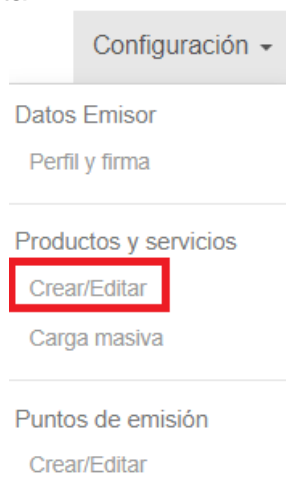 Configuración
Datos Emisor
Perfil y firma
Productos y servicios
Crear/Editar
Carga masiva
Puntos de emisión
Crear/Editar